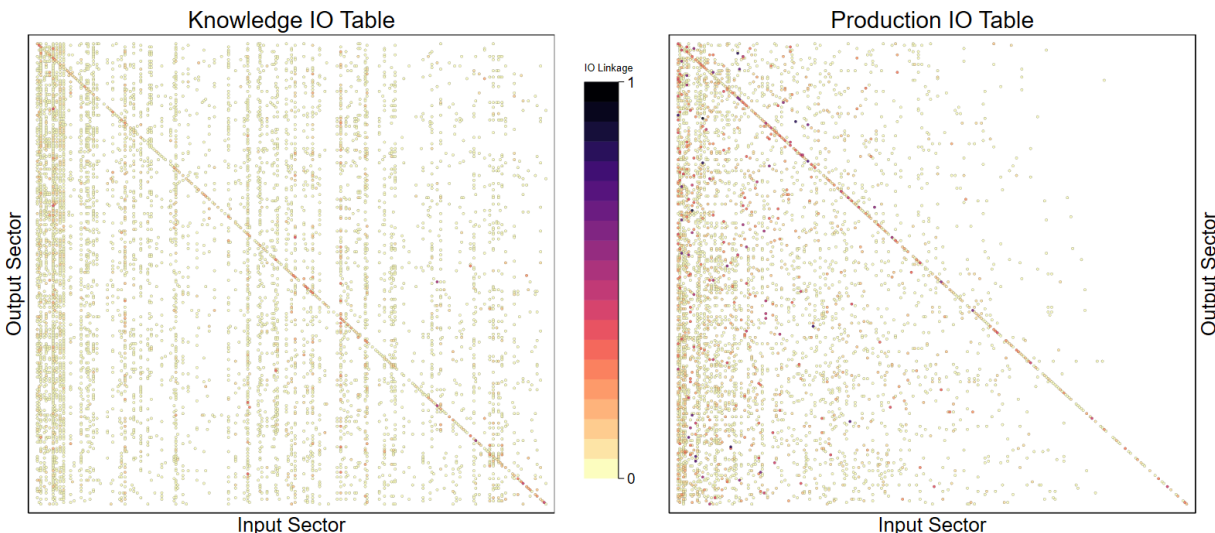 Knowledge IO Table
Production IO Table
IO Linkage
1
0
Output Sector
Output Sector
Input Sector
Input Sector